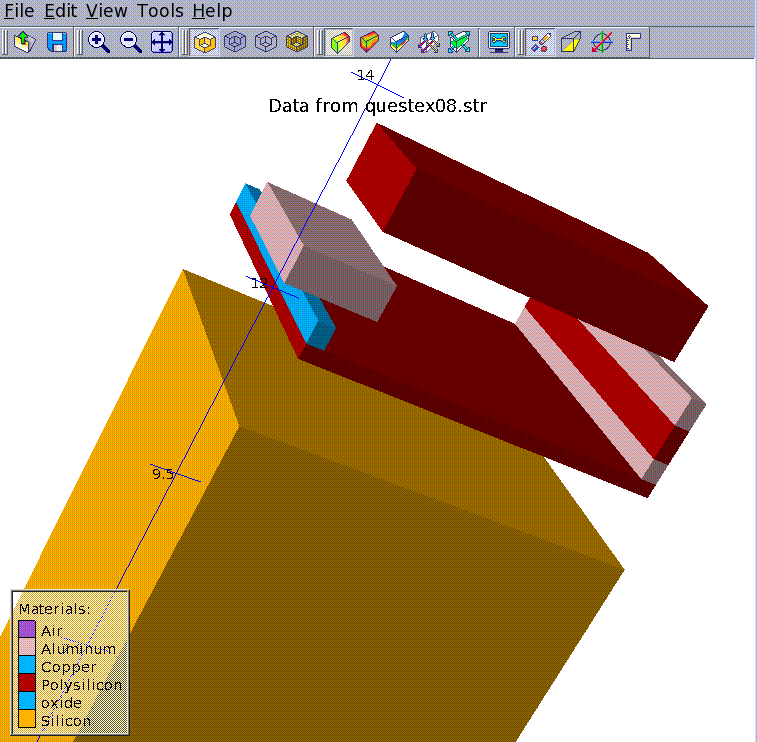 File Edit View Tools Help
14
Data from questex08.str
12
9.5
Materials:
Air
Aluminum
Copper
Polysilicon
oxide
Silicon